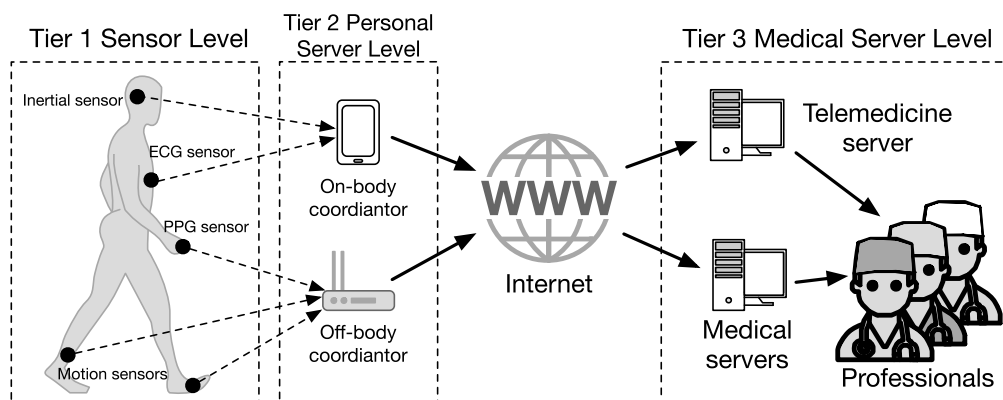 Tier 1 Sensor Level
Tier 2 Personal
Server Level
Tier 3 Medical Server Level
Inertial sensor
ECG sensor
PPG sensor
Motion sensors
On-body
coordiantor
Off-body
coordiantor
WWW
Internet
Telemedicine
server
Medical
servers
Professionals